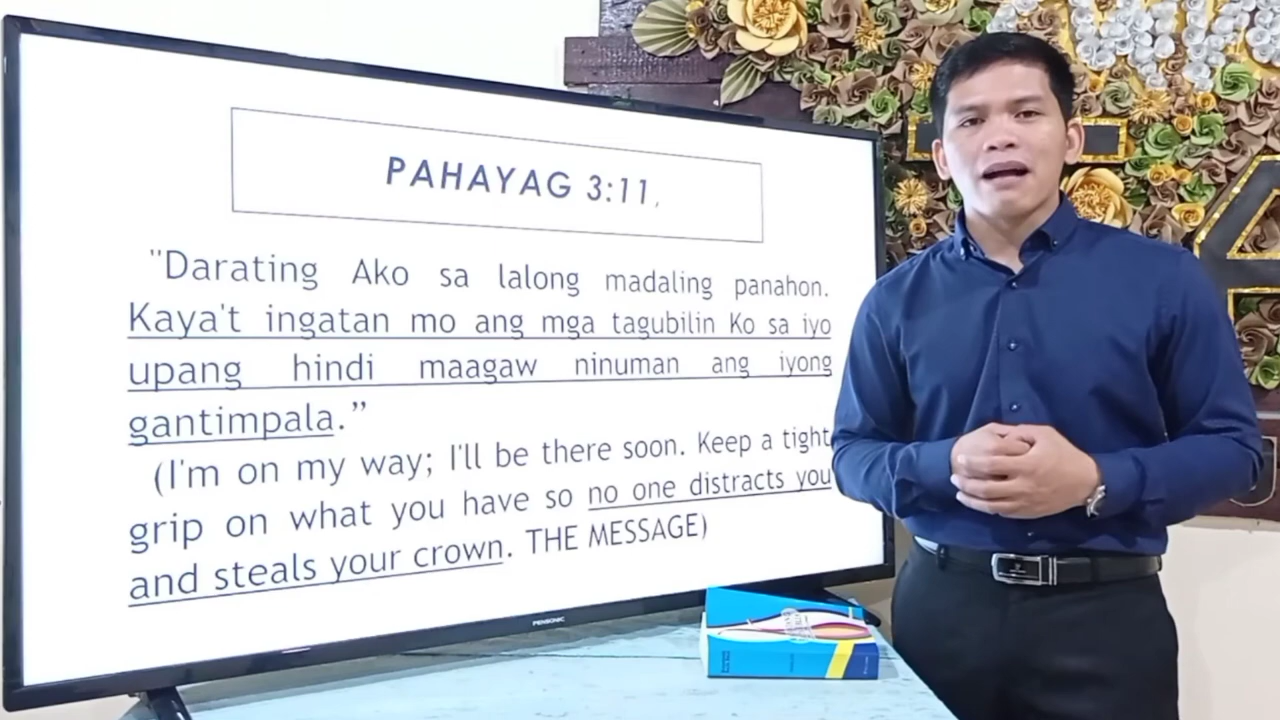 PAHAYAG 3:11,
"Darating Ako sa lalong madaling panahon.
Kaya't ingatan mo ang mga tagubilin Ko sa iyo
upang hindi maagaw ninuman ang iyong
gantimpala.”
(I'm on my way; I'll be there soon. Keep a tight
grip on what you have so no one distracts you
and steals your crown. THE MESSAGE)
PENSONIC